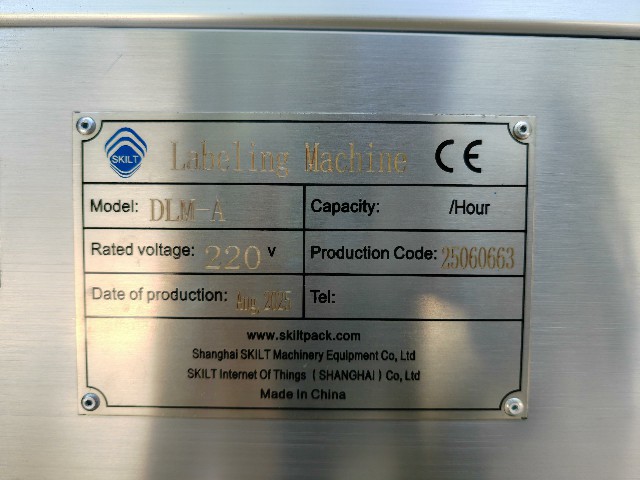 SKILT Labeling Machine CE
Model: DLM-A Capacity: /Hour
Rated voltage: 220 V Production Code: 25060663
Date of production: Aug, 2025 Tel:
www.skiltpack.com
Shanghai SKILT Machinery Equipment Co,Ltd
SKILT Internet Of Things ( SHANGHAI ) Co,Ltd
Made in China